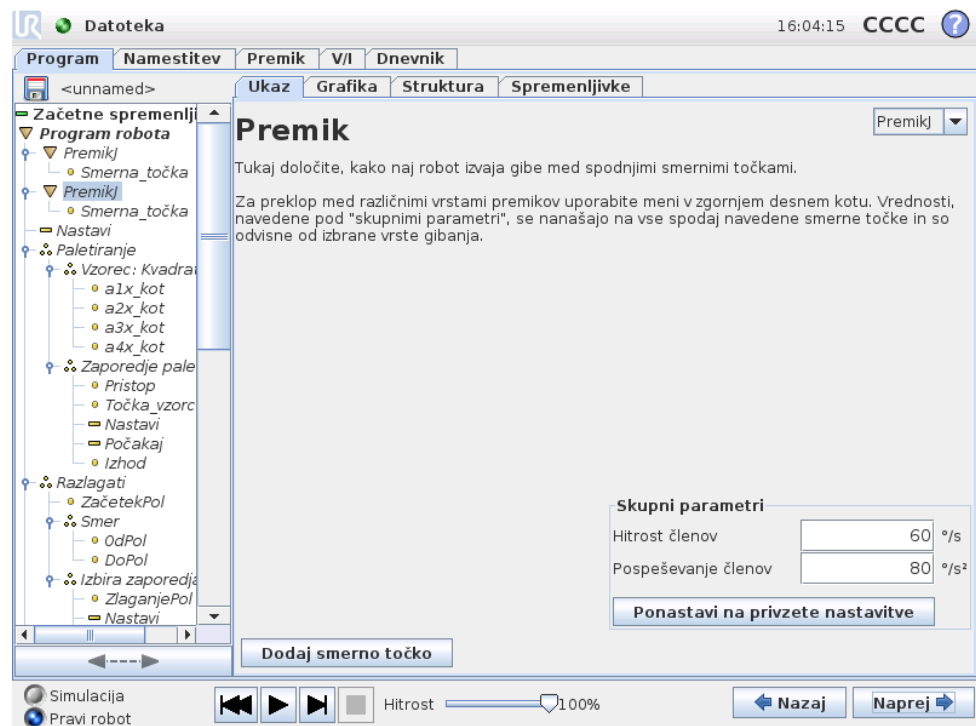 UR Datoteka 16:04:15 CCCC ?
Program Namestitev Premik V/I Dnevnik
<unnamed>
Ukaz Grafika Struktura Spremenljivke
Začetne spremenlji
Program robota
PremikJ
Smerna_točka
PremikJ
Smerna_točka
Nastavi
Paletiranje
Vzorec: Kvadrat
a1x_kot
a2x_kot
a3x_kot
a4x_kot
Zaporedje pale
Pristop
Točka_vzorc
Nastavi
Počakaj
Izhod
Razlagati
ZačetekPol
Smer
OdPol
DoPol
Izbira zaporedja
ZlaganjePol
Nastavi
Premik
PremikJ
Tukaj določite, kako naj robot izvaja gibe med spodnjimi smernimi točkami.
Za preklop med različnimi vrstami premikov uporabite meni v zgornjem desnem kotu. Vrednosti,
navedene pod "skupnimi parametri", se nanašajo na vse spodaj navedene smerne točke in so
odvisne od izbrane vrste gibanja.
Skupni parametri
Hitrost členov 60 °/s
Pospeševanje členov 80 °/s²
Ponastavi na privzete nastavitve
Dodaj smerno točko
Simulacija
Pravi robot
Hitrost 100%
Nazaj Naprej